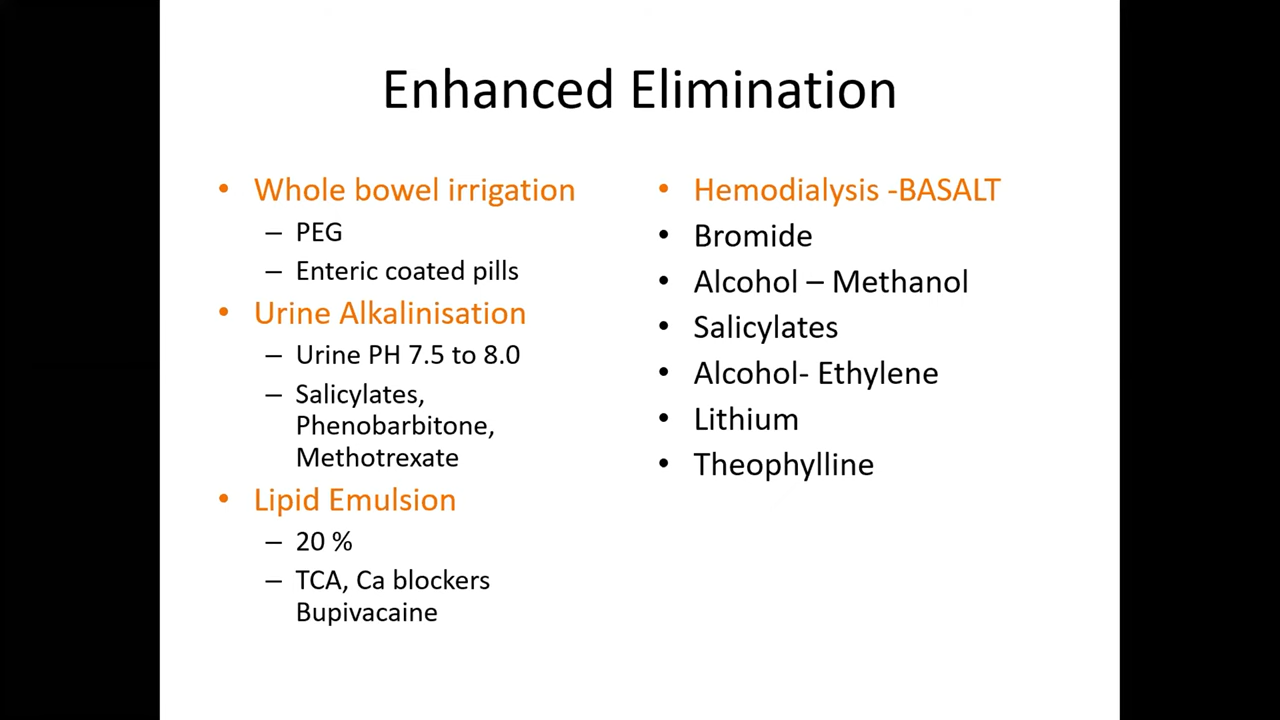 Enhanced Elimination
• Whole bowel irrigation
– PEG
– Enteric coated pills
• Urine Alkalinisation
– Urine PH 7.5 to 8.0
– Salicylates,
Phenobarbitone,
Methotrexate
• Lipid Emulsion
– 20 %
– TCA, Ca blockers
Bupivacaine
• Hemodialysis -BASALT
• Bromide
• Alcohol – Methanol
• Salicylates
• Alcohol- Ethylene
• Lithium
• Theophylline